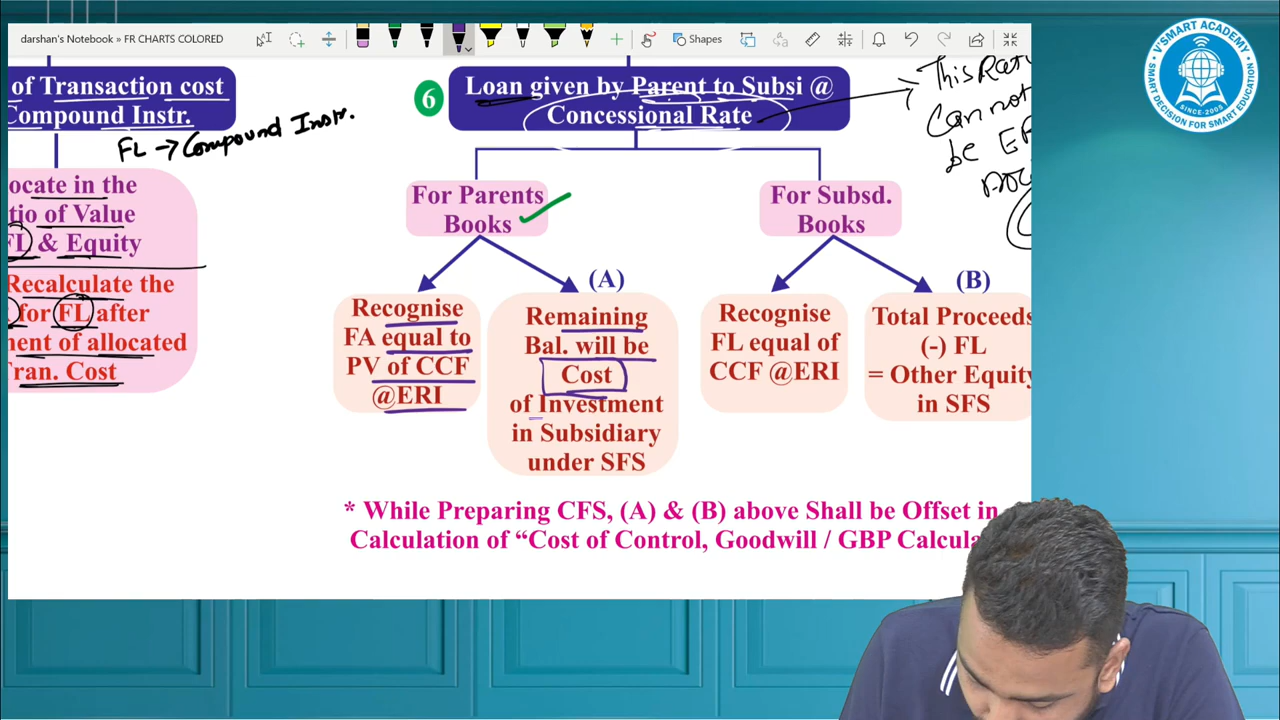 darshan's Notebook » FR CHARTS COLORED
Shapes
V'SMART ACADEMY
SINCE-2005
SMART DECISION FOR SMART EDUCATION
of Transaction cost
Compound Instr.
FL → Compound Instr.
locate in the
tio of Value
FL & Equity
Recalculate the
for FL after
ment of allocated
Tran. Cost
6
Loan given by Parent to Subsi @
Concessional Rate
This Rate
Cannot
be
For Parents
Books
For Subsd.
Books
Recognise
FA equal to
PV of CCF
@ERI
(A)
Remaining
Bal. will be
Cost
of Investment
in Subsidiary
under SFS
Recognise
FL equal of
CCF @ERI
(B)
Total Proceeds
(-) FL
= Other Equity
in SFS
* While Preparing CFS, (A) & (B) above Shall be Offset in
Calculation of “Cost of Control, Goodwill / GBP Calcula